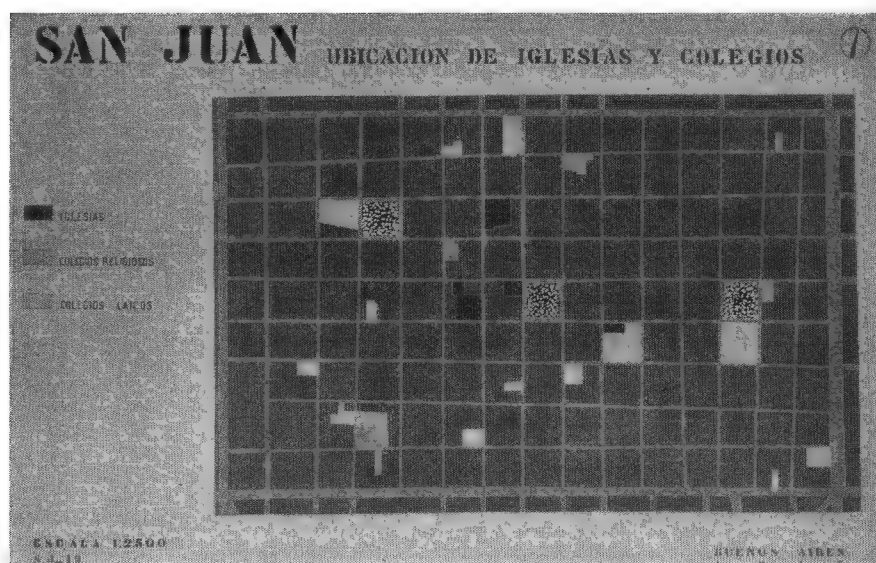 SAN JUAN UBICACION DE IGLESIAS Y COLEGIOS
IGLESIAS
COLEGIOS RELIGIOSOS
COLEGIOS LAICOS
ESCALA 1:2500
BUENOS AIRES